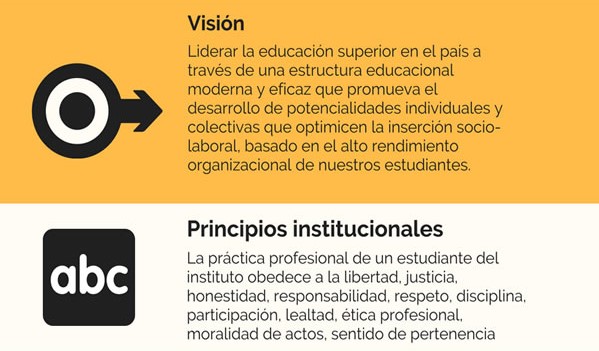 Visión
Liderar la educación superior en el pais a
través de una estructura educacional
moderna y eficaz que promueva el
desarrollo de potencialidades individuales y
colectivas que optimicen la inserción socio-
laboral, basado en el alto rendimiento
organizacional de nuestros estudiantes.
abc
Principios institucionales
La práctica profesional de un estudiante del
instituto obedece a la libertad, justicia,
honestidad, responsabilidad, respeto, disciplina,
participación, lealtad, ética profesional,
moralidad de actos, sentido de pertenencia